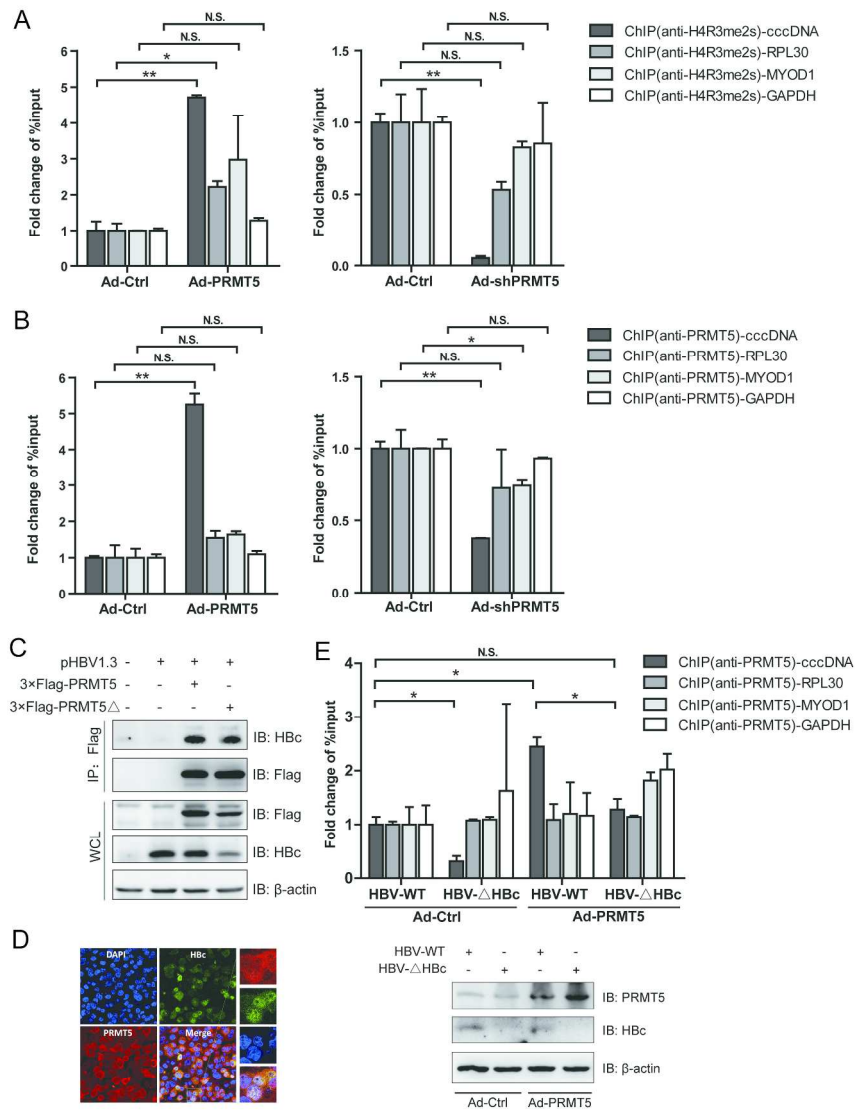 A
N.S.
N.S.
*
**
Fold change of %input
6
5
4
3
2
1
0
Ad-Ctrl
Ad-PRMT5
N.S.
N.S.
N.S.
**
Fold change of %input
1.5
1.0
0.5
0.0
Ad-Ctrl
Ad-shPRMT5
ChIP(anti-H4R3me2s)-cccDNA
ChIP(anti-H4R3me2s)-RPL30
ChIP(anti-H4R3me2s)-MYOD1
ChIP(anti-H4R3me2s)-GAPDH
B
N.S.
N.S.
N.S.
**
Fold change of %input
6
5
4
3
2
1
0
Ad-Ctrl
Ad-PRMT5
N.S.
*
N.S.
**
Fold change of %input
1.5
1.0
0.5
0.0
Ad-Ctrl
Ad-shPRMT5
ChIP(anti-PRMT5)-cccDNA
ChIP(anti-PRMT5)-RPL30
ChIP(anti-PRMT5)-MYOD1
ChIP(anti-PRMT5)-GAPDH
C
pHBV1.3 - + + +
3×Flag-PRMT5 - - + -
3×Flag-PRMT5△ - - - +
IP: Flag
IB: HBc
IB: Flag
WCL
IB: Flag
IB: HBc
IB: β-actin
D
DAPI
HBc
PRMT5
Merge
E
N.S.
*
*
*
Fold change of %input
4
3
2
1
0
HBV-WT HBV-△HBc HBV-WT HBV-△HBc
Ad-Ctrl Ad-PRMT5
ChIP(anti-PRMT5)-cccDNA
ChIP(anti-PRMT5)-RPL30
ChIP(anti-PRMT5)-MYOD1
ChIP(anti-PRMT5)-GAPDH
HBV-WT + - + -
HBV-△HBc - + - +
IB: PRMT5
IB: HBc
IB: β-actin
Ad-Ctrl Ad-PRMT5